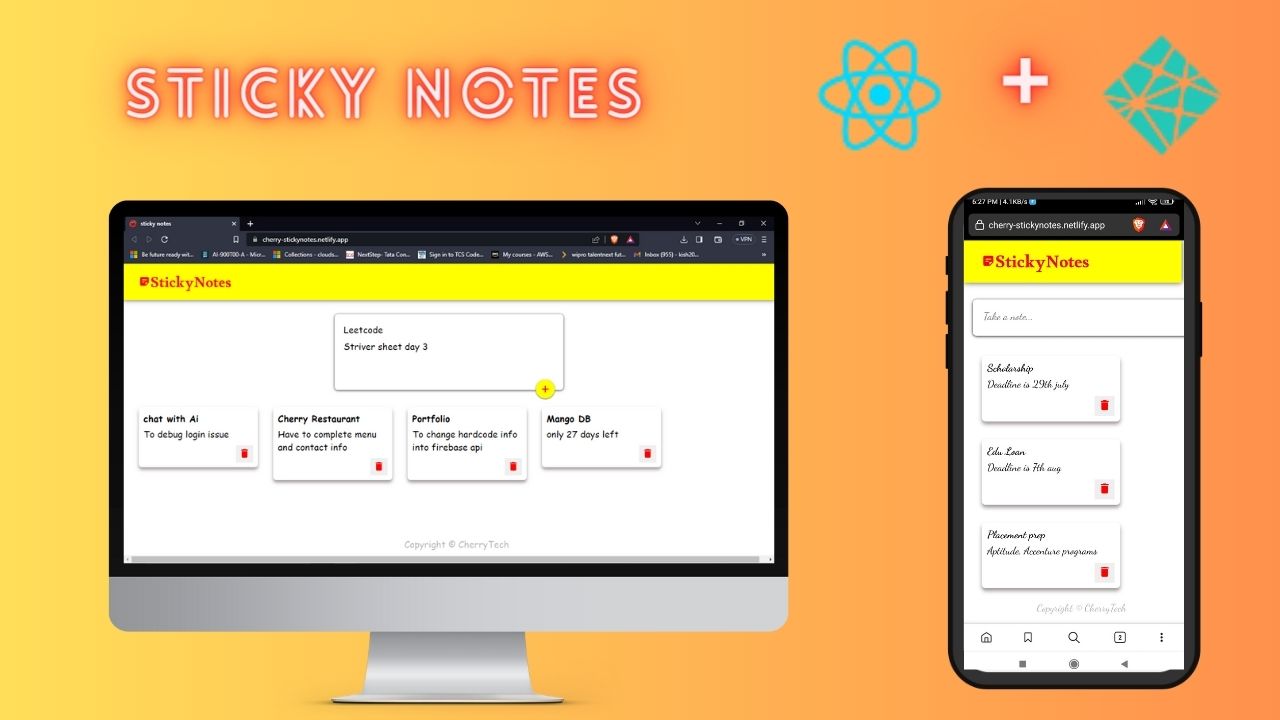 STICKY NOTES
sticky notes
cherry-stickynotes.netlify.app
VPN
Be future ready wit...
AI-900T00-A - Micr...
Collections - clouds...
NextStep- Tata Con...
Sign in to TCS Code...
My courses - AWS...
wipro talentnext fut...
Inbox (955) - lesh20...
StickyNotes
Leetcode
Striver sheet day 3
+
chat with Ai
To debug login issue
Cherry Restaurant
Have to complete menu
and contact info
Portfolio
To change hardcode info
into firebase api
Mango DB
only 27 days left
Copyright © CherryTech
6:27 PM | 4.1KB/s
cherry-stickynotes.netlify.app
StickyNotes
Take a note...
Scholarship
Deadline is 29th july
Edu Loan
Deadline is 7th aug
Placement prep
Aptitude, Accenture programs
Copyright © CherryTech
2